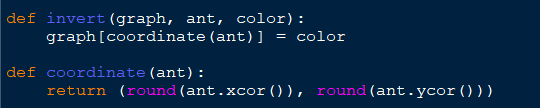 def invert(graph, ant, color):
    graph[coordinate(ant)] = color

def coordinate(ant):
    return (round(ant.xcor()), round(ant.ycor()))